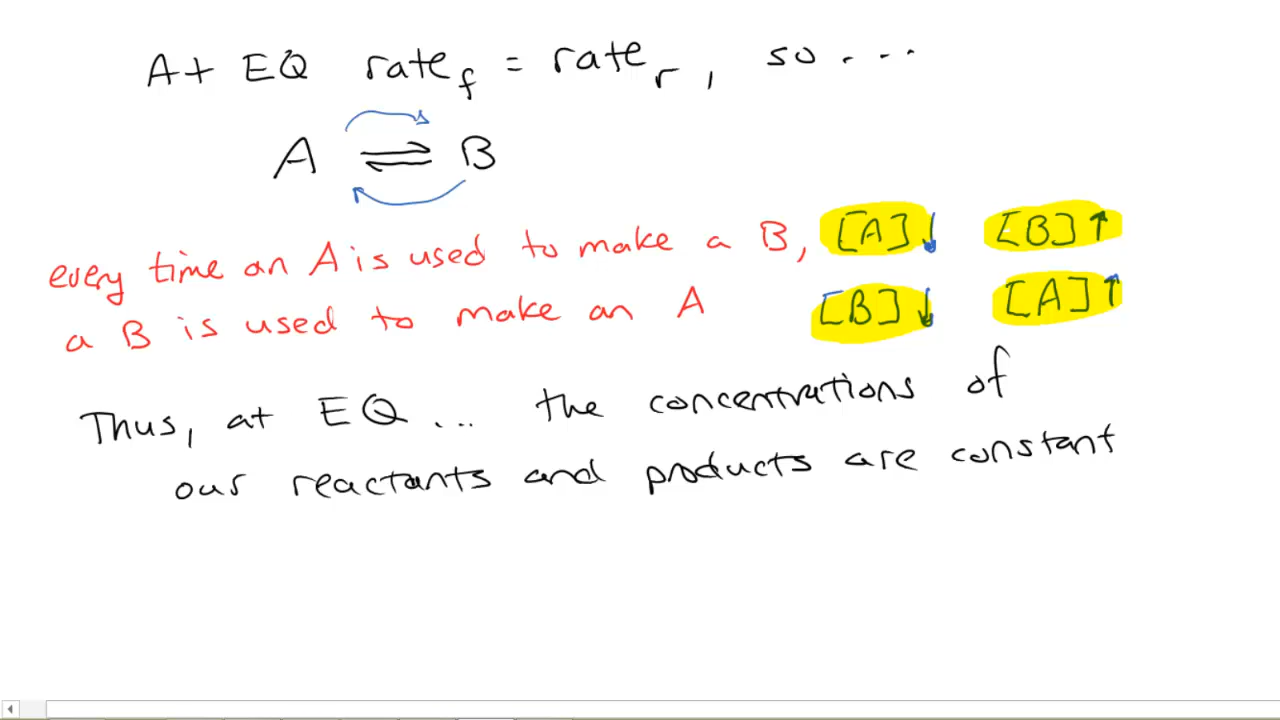 At EQ rate_f = rate_r, so....
A ⇌ B
every time an A is used to make a B, [A]↓ [B]↑
a B is used to make an A [B]↓ [A]↑
Thus, at EQ ... the concentrations of
our reactants and products are constant